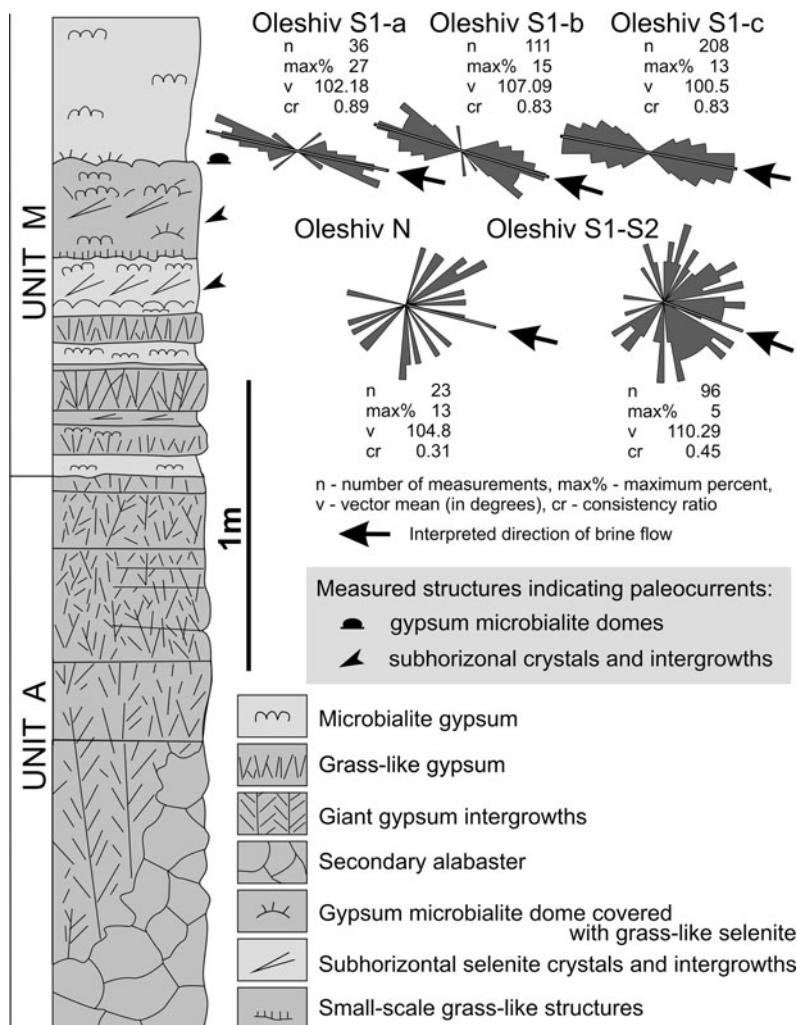 Oleshiv S1-a
n 36
max% 27
v 102.18
cr 0.89
Oleshiv S1-b
n 111
max% 15
v 107.09
cr 0.83
Oleshiv S1-c
n 208
max% 13
v 100.5
cr 0.83
UNIT M
Oleshiv N
n 23
max% 13
v 104.8
cr 0.31
Oleshiv S1-S2
n 96
max% 5
v 110.29
cr 0.45
n - number of measurements, max% - maximum percent,
v - vector mean (in degrees), cr - consistency ratio
Interpreted direction of brine flow
1m
Measured structures indicating paleocurrents:
gypsum microbialite domes
subhorizonal crystals and intergrowths
UNIT A
Microbialite gypsum
Grass-like gypsum
Giant gypsum intergrowths
Secondary alabaster
Gypsum microbialite dome covered
with grass-like selenite
Subhorizontal selenite crystals and intergrowths
Small-scale grass-like structures